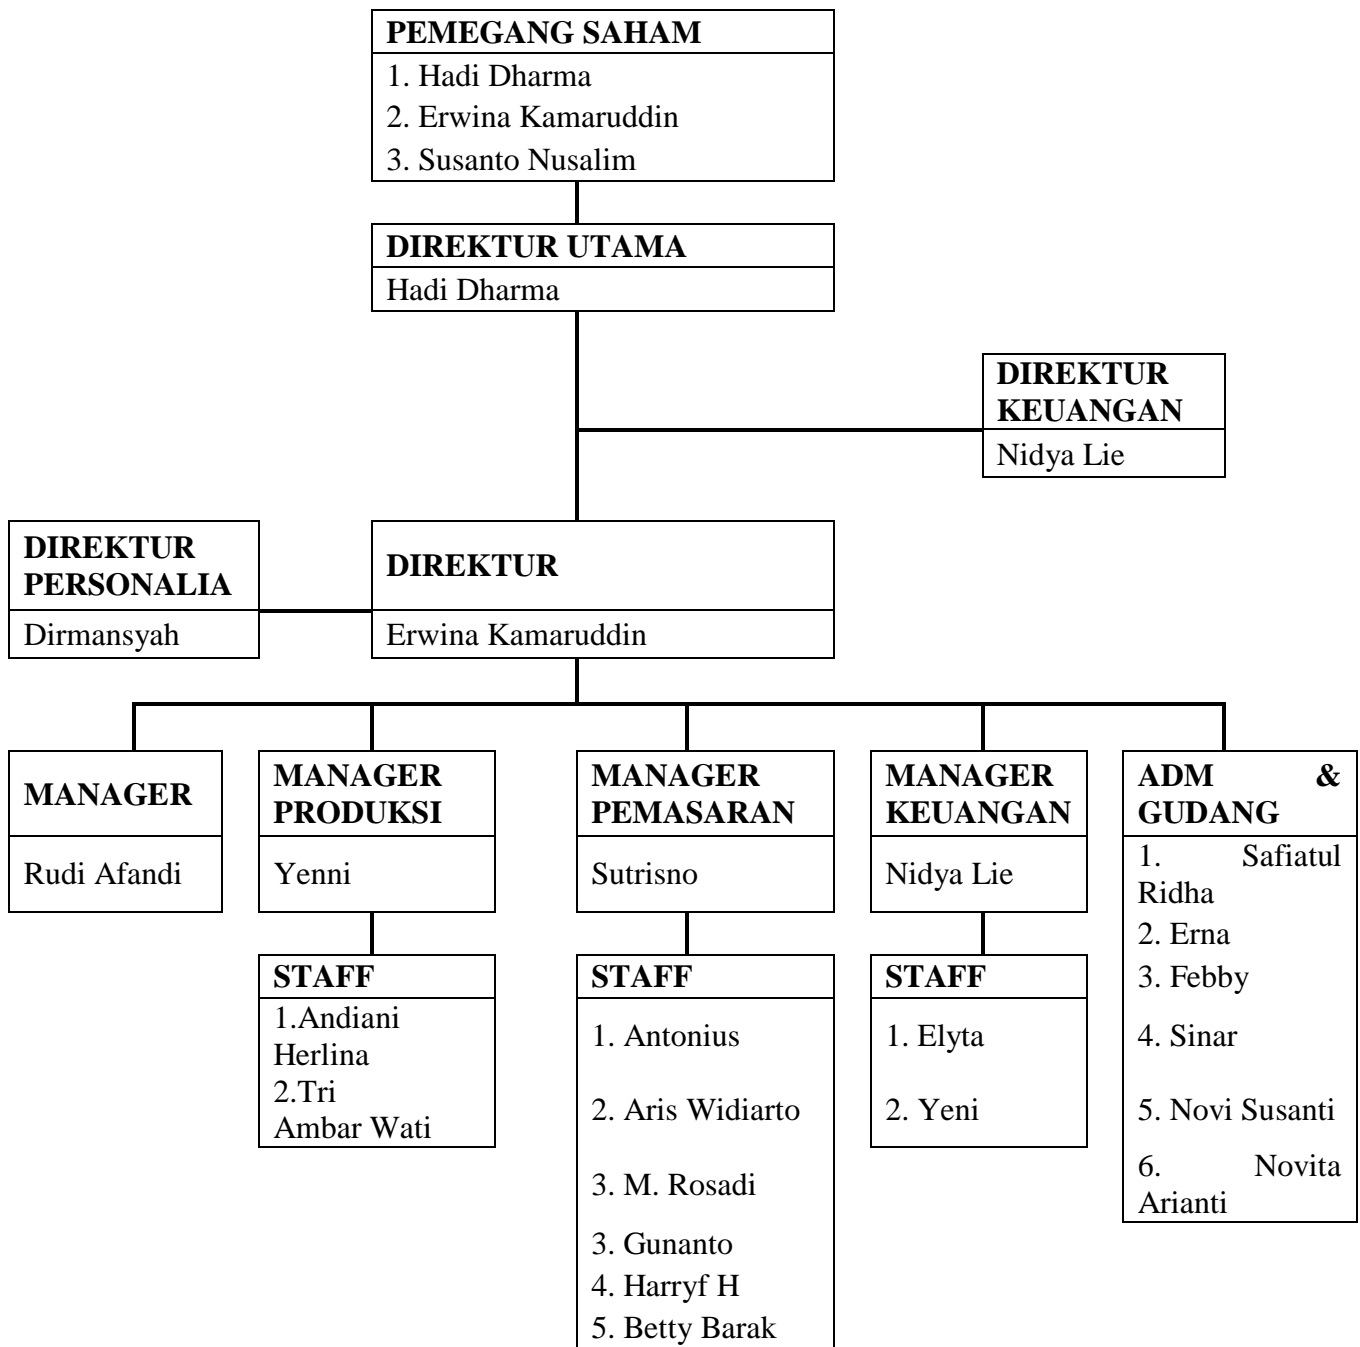 PEMEGANG SAHAM
1. Hadi Dharma
2. Erwina Kamaruddin
3. Susanto Nusalim
DIREKTUR UTAMA
Hadi Dharma
DIREKTUR
KEUANGAN
Nidya Lie
DIREKTUR
PERSONALIA
Dirmansyah
DIREKTUR
Erwina Kamaruddin
MANAGER
Rudi Afandi
MANAGER
PRODUKSI
Yenni
STAFF
1.Andiani
Herlina
2.Tri
Ambar Wati
MANAGER
PEMASARAN
Sutrisno
STAFF
1. Antonius
2. Aris Widiarto
3. M. Rosadi
3. Gunanto
4. Harryf H
5. Betty Barak
MANAGER
KEUANGAN
Nidya Lie
STAFF
1. Elyta
2. Yeni
ADM &
GUDANG
1. Safiatul
Ridha
2. Erna
3. Febby
4. Sinar
5. Novi Susanti
6. Novita
Arianti